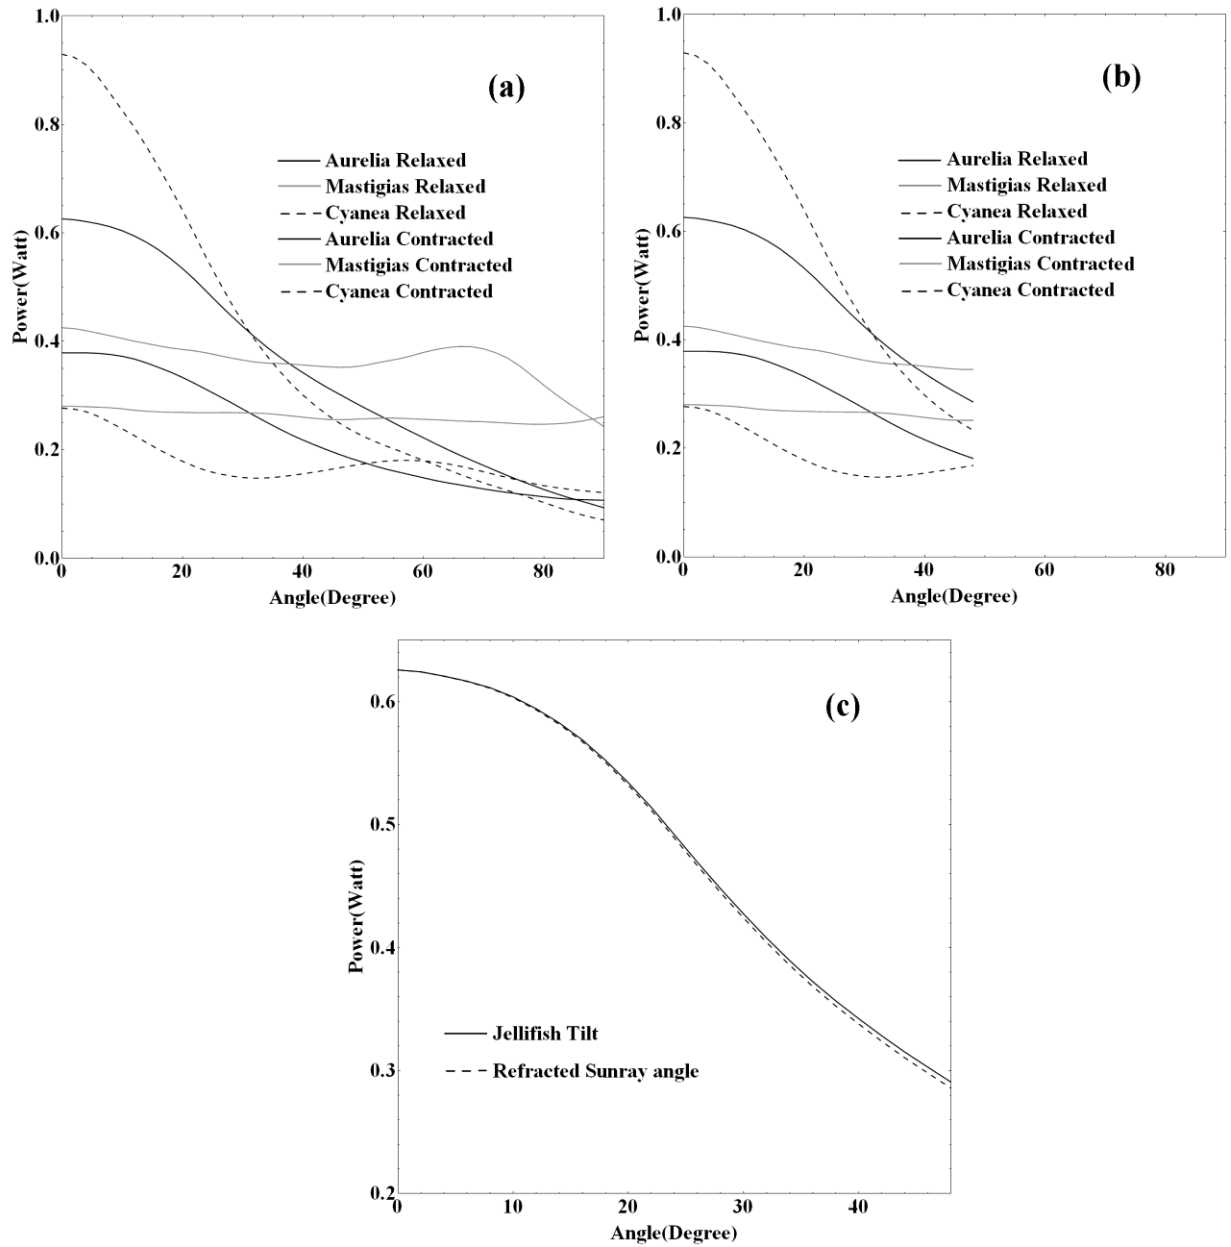 1.0
0.8
0.6
0.4
0.2
0.0
Power(Watt)
(a)
Aurelia Relaxed
Mastigias Relaxed
Cyanea Relaxed
Aurelia Contracted
Mastigias Contracted
Cyanea Contracted
0 20 40 60 80
Angle(Degree)
1.0
0.8
0.6
0.4
0.2
0.0
Power(Watt)
(b)
Aurelia Relaxed
Mastigias Relaxed
Cyanea Relaxed
Aurelia Contracted
Mastigias Contracted
Cyanea Contracted
0 20 40 60 80
Angle(Degree)
0.6
0.5
0.4
0.3
0.2
Power(Watt)
(c)
Jellifish Tilt
Refracted Sunray angle
0 10 20 30 40
Angle(Degree)